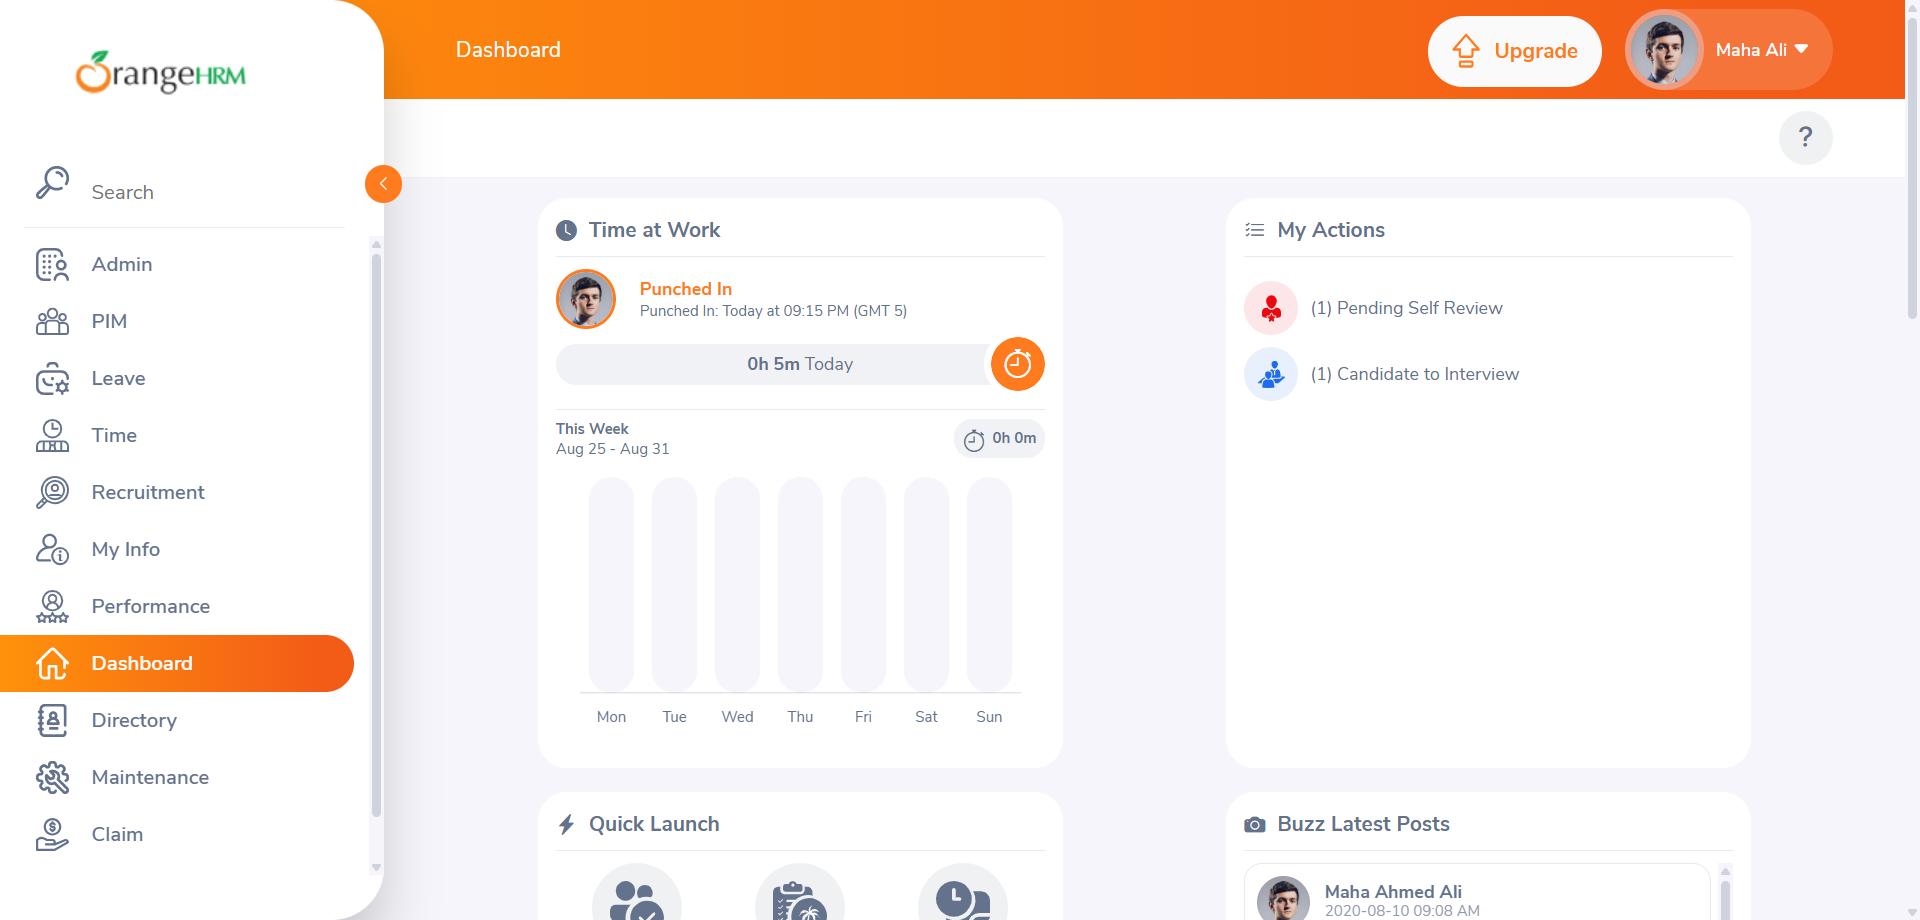 OrangeHRM
Search
Admin
PIM
Leave
Time
Recruitment
My Info
Performance
Dashboard
Directory
Maintenance
Claim
Dashboard
Upgrade
Maha Ali
?
Time at Work
Punched In
Punched In: Today at 09:15 PM (GMT 5)
0h 5m Today
This Week
Aug 25 - Aug 31
0h 0m
Mon Tue Wed Thu Fri Sat Sun
My Actions
(1) Pending Self Review
(1) Candidate to Interview
Quick Launch
Buzz Latest Posts
Maha Ahmed Ali
2020-08-10 09:08 AM